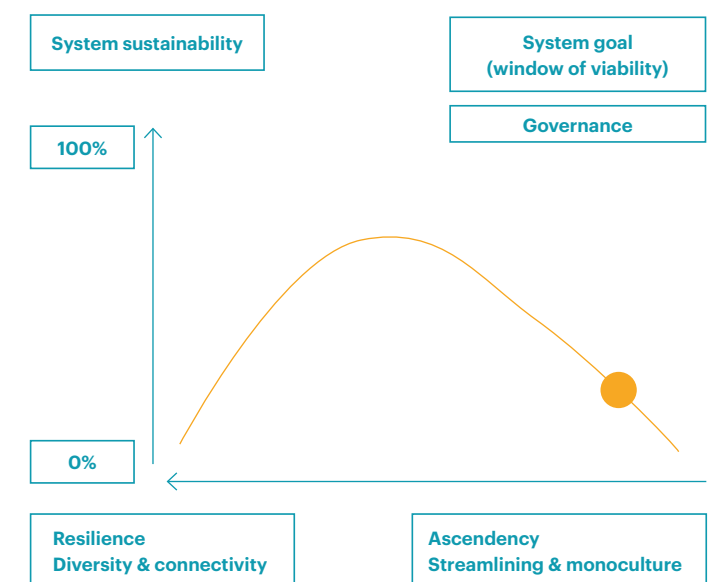 System sustainability
System goal
(window of viability)
Governance
100%
0%
Resilience
Diversity & connectivity
Ascendency
Streamlining & monoculture